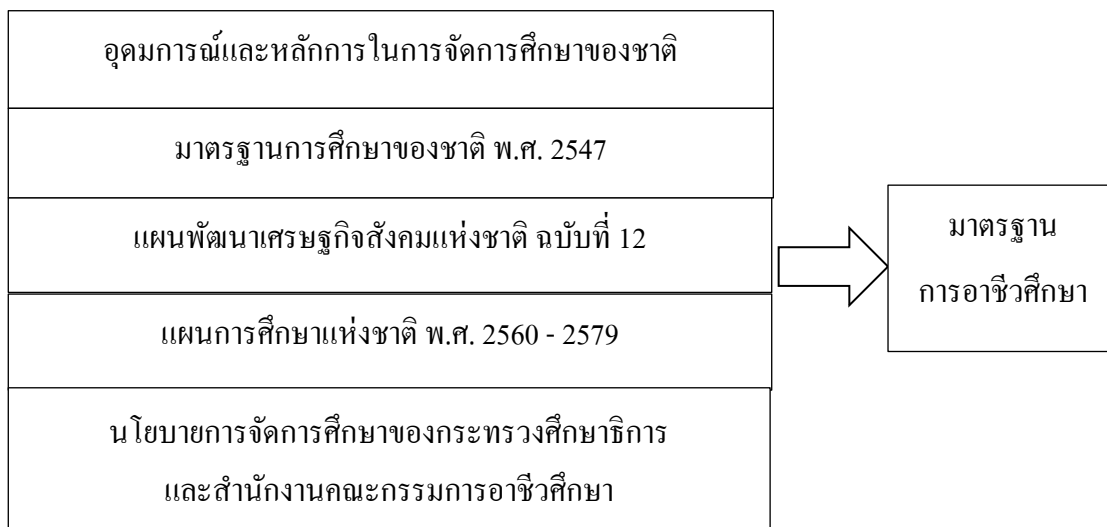 อุดมการณ์และหลักการในการจัดการศึกษาของชาติ
มาตรฐานการศึกษาของชาติ พ.ศ. 2547
แผนพัฒนาเศรษฐกิจสังคมแห่งชาติ ฉบับที่ 12
แผนการศึกษาแห่งชาติ พ.ศ. 2560 - 2579
นโยบายการจัดการศึกษาของกระทรวงศึกษาธิการ
และสำนักงานคณะกรรมการอาชีวศึกษา
มาตรฐาน
การอาชีวศึกษา